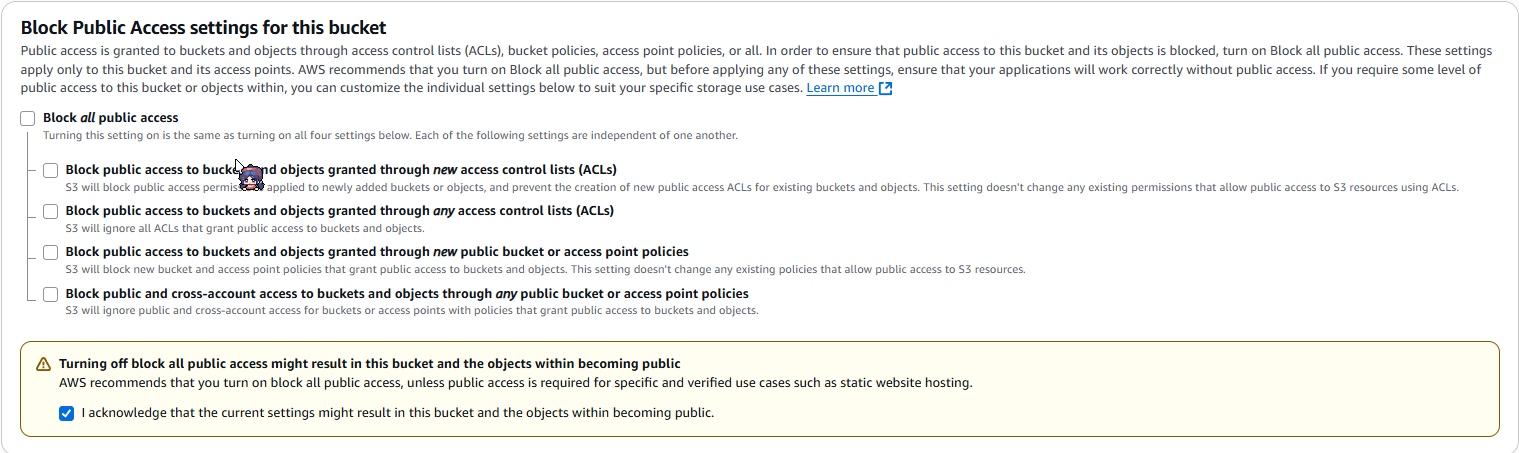 Block Public Access settings for this bucket
Public access is granted to buckets and objects through access control lists (ACLs), bucket policies, access point policies, or all. In order to ensure that public access to this bucket and its objects is blocked, turn on Block all public access. These settings
apply only to this bucket and its access points. AWS recommends that you turn on Block all public access, but before applying any of these settings, ensure that your applications will work correctly without public access. If you require some level of
public access to this bucket or objects within, you can customize the individual settings below to suit your specific storage use cases. Learn more
Block all public access
Turning this setting on is the same as turning on all four settings below. Each of the following settings are independent of one another.
Block public access to bucke nd objects granted through new access control lists (ACLs)
S3 will block public access permis applied to newly added buckets or objects, and prevent the creation of new public access ACLs for existing buckets and objects. This setting doesn't change any existing permissions that allow public access to S3 resources using ACLs.
Block public access to buckets and objects granted through any access control lists (ACLs)
S3 will ignore all ACLs that grant public access to buckets and objects.
Block public access to buckets and objects granted through new public bucket or access point policies
S3 will block new bucket and access point policies that grant public access to buckets and objects. This setting doesn't change any existing policies that allow public access to S3 resources.
Block public and cross-account access to buckets and objects through any public bucket or access point policies
S3 will ignore public and cross-account access for buckets or access points with policies that grant public access to buckets and objects.
Turning off block all public access might result in this bucket and the objects within becoming public
AWS recommends that you turn on block all public access, unless public access is required for specific and verified use cases such as static website hosting.
I acknowledge that the current settings might result in this bucket and the objects within becoming public.